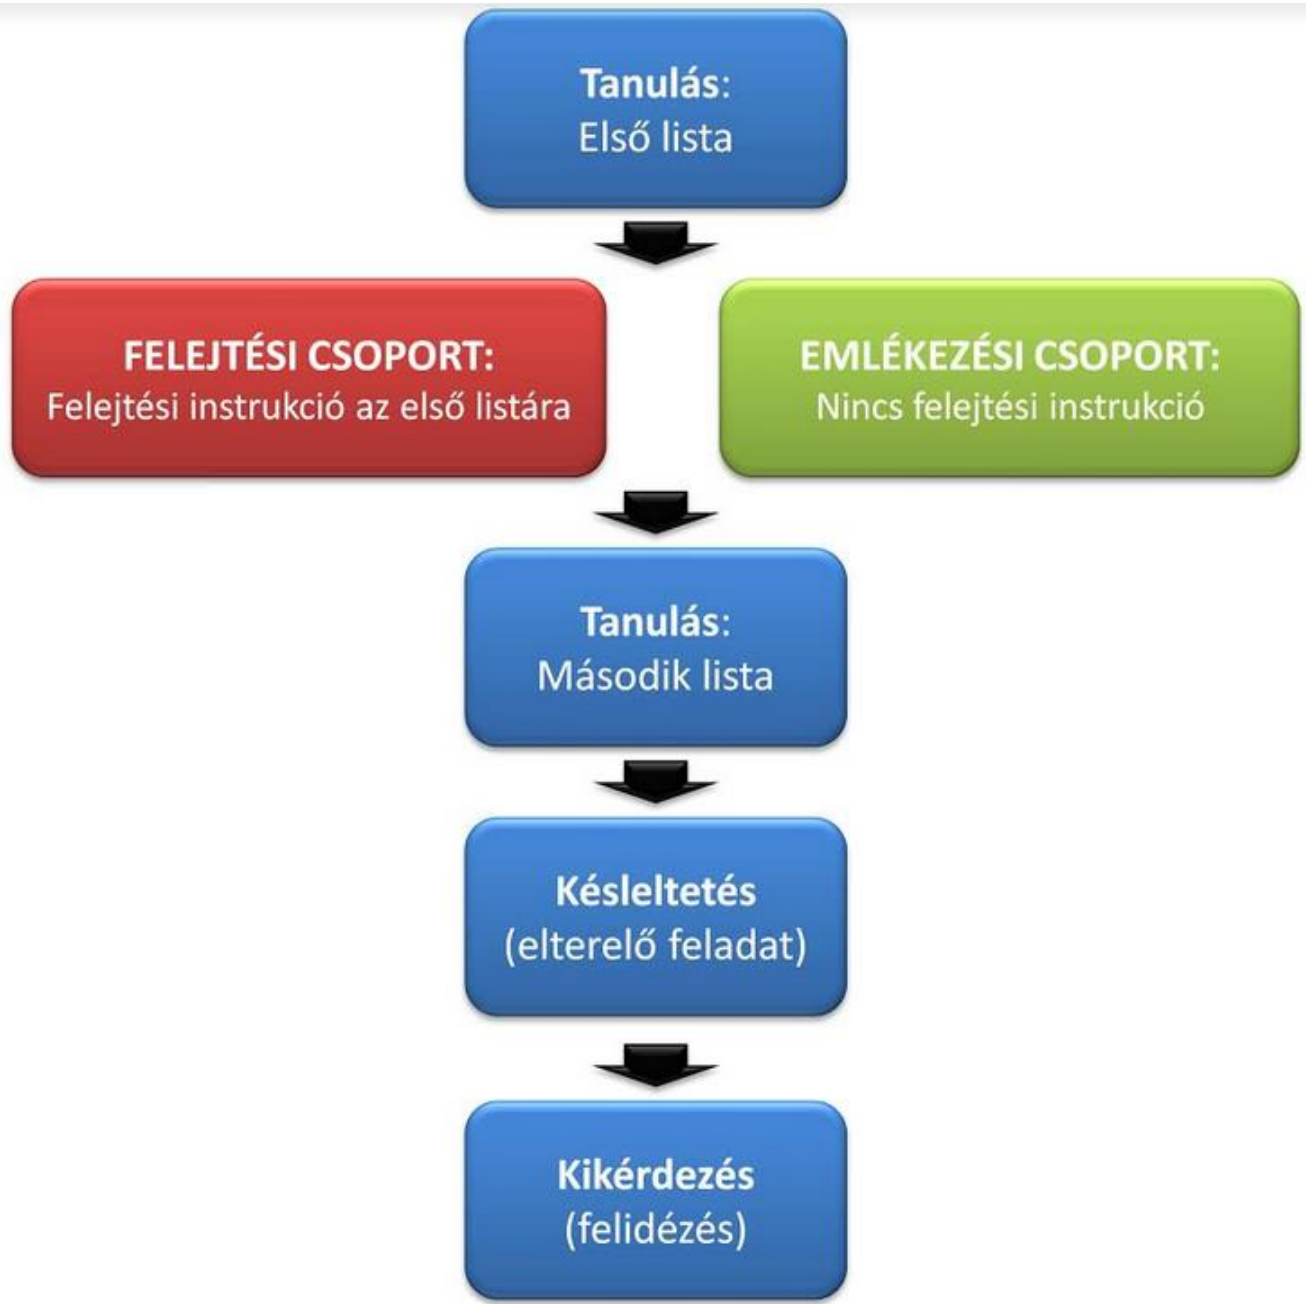 Tanulás:
Első lista
FELEJTÉSI CSOPORT:
Felejtési instrukció az első listára
EMLÉKEZÉSI CSOPORT:
Nincs felejtési instrukció
Tanulás:
Második lista
Késleltetés
(elterelő feladat)
Kikérdezés
(felidézés)